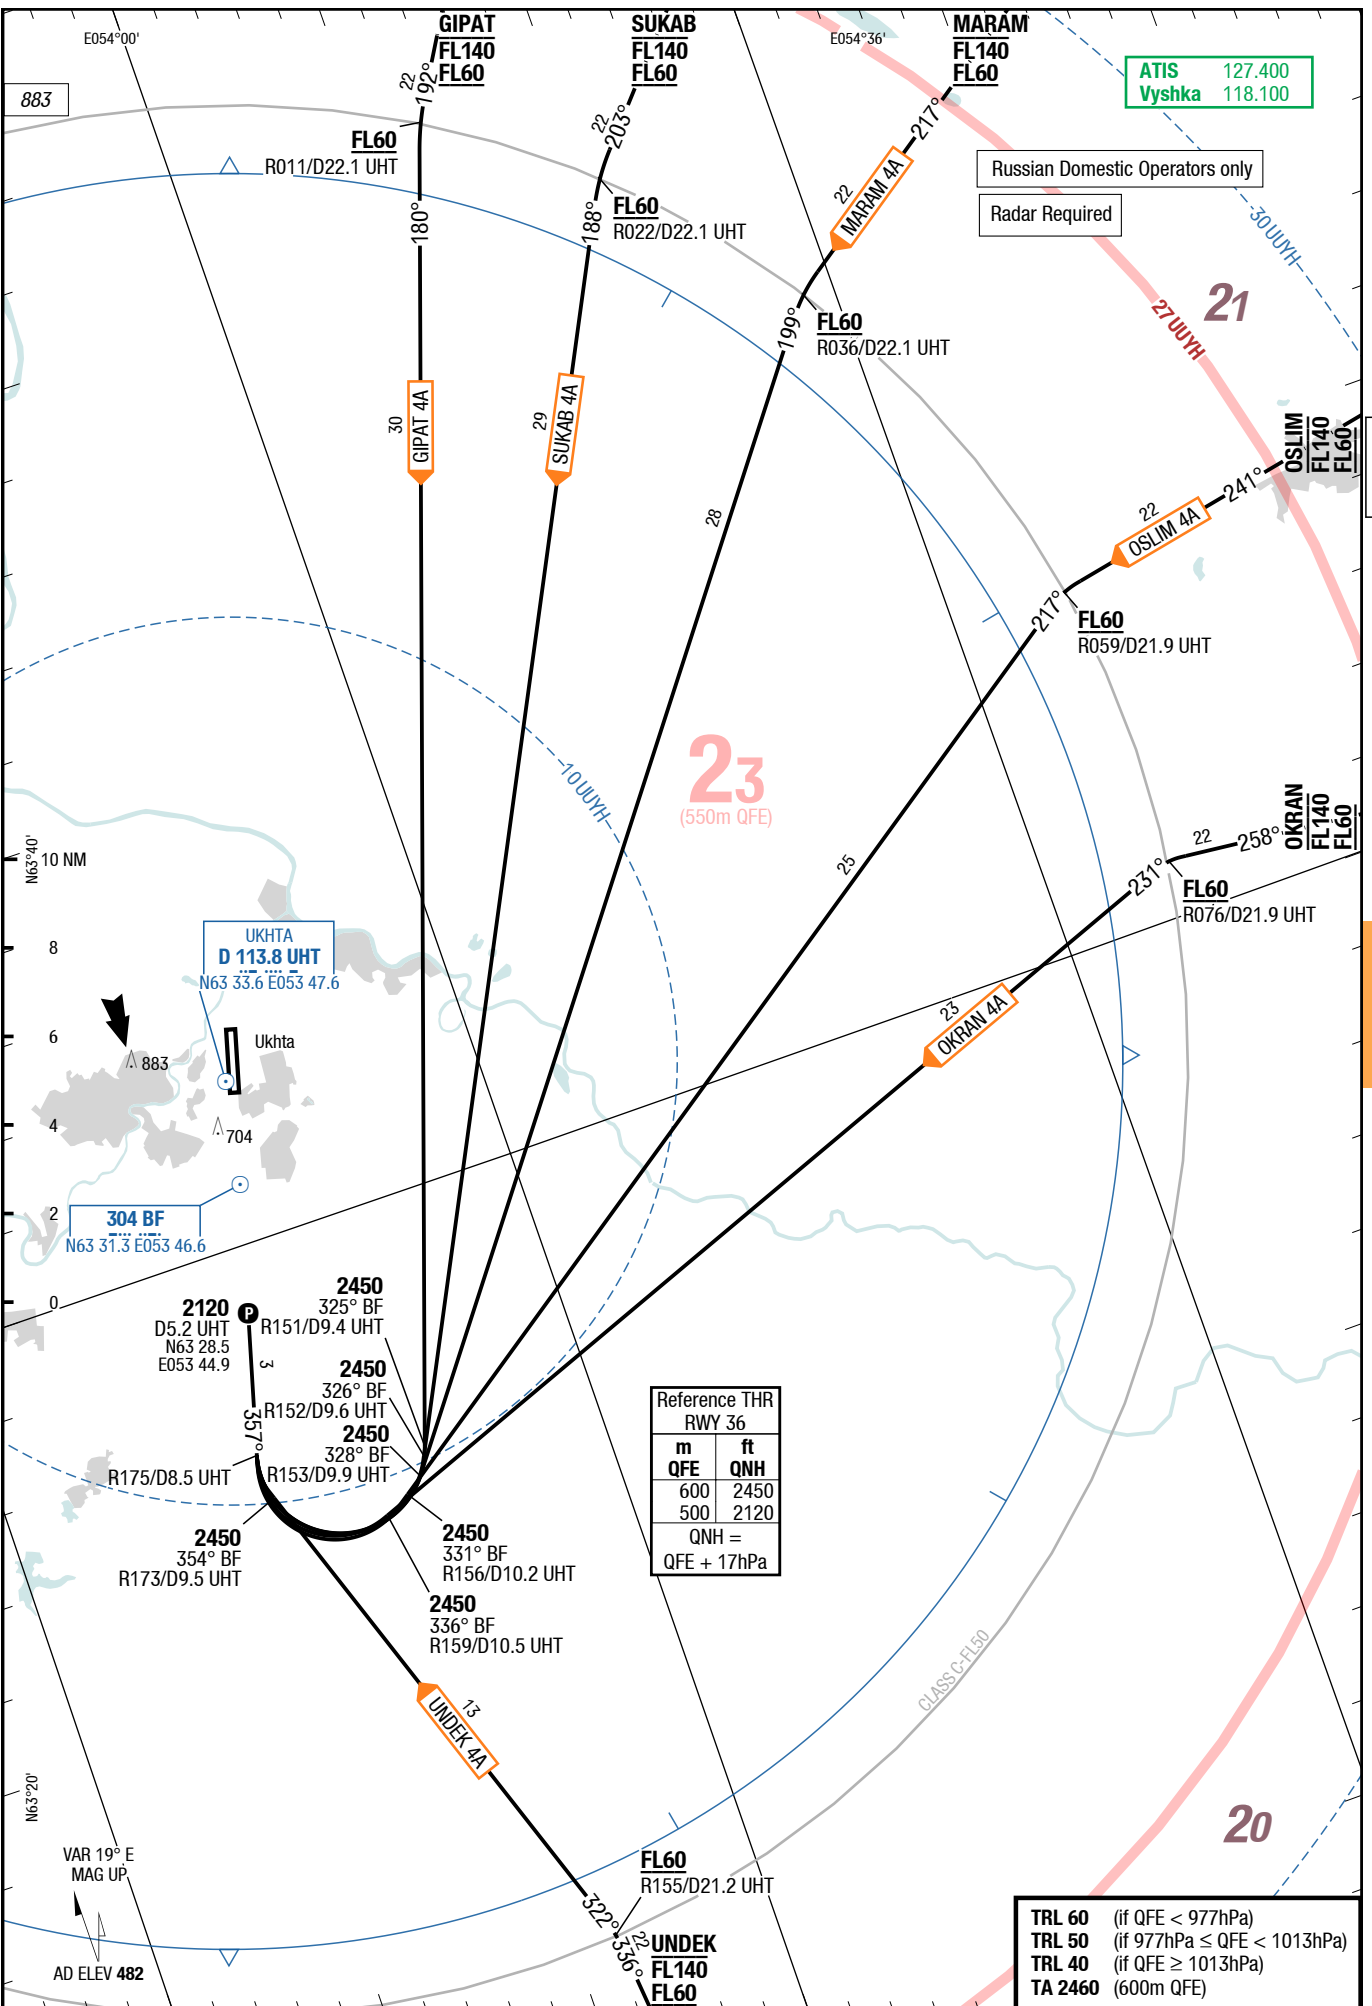 E054°00'
GIPAT
FL140
FL60
SUKAB
FL140
FL60
E054°36'
MARAM
FL140
FL60
ATIS 127.400
Vyshka 118.100
883
22
192°
22
203°
217°
FL60
R011/D22.1 UHT
Russian Domestic Operators only
Radar Required
22
MARAM 4A
180°
188°
FL60
R022/D22.1 UHT
30 UUYH
21
27 UUYH
199°
FL60
R036/D22.1 UHT
30
GIPAT 4A
29
SUKAB 4A
28
OSLIM
FL140
FL60
241°
22
OSLIM 4A
217°
FL60
R059/D21.9 UHT
10 UUYH
23
(550m QFE)
25
OKRAN
FL140
FL60
22
258°
231°
FL60
R076/D21.9 UHT
N63°40'
10 NM
8
6
4
2
0
UKHTA
D 113.8 UHT
N63 33.6 E053 47.6
Ukhta
883
704
23
OKRAN 4A
304 BF
N63 31.3 E053 46.6
2120
D5.2 UHT
N63 28.5
E053 44.9
P
3
357°
2450
325° BF
R151/D9.4 UHT
2450
326° BF
R152/D9.6 UHT
2450
328° BF
R153/D9.9 UHT
R175/D8.5 UHT
2450
354° BF
R173/D9.5 UHT
2450
331° BF
R156/D10.2 UHT
2450
336° BF
R159/D10.5 UHT
Reference THR
RWY 36
m ft
QFE QNH
600 2450
500 2120
QNH =
QFE + 17hPa
13
UNDEK 4A
CLASS C-FL50
N63°20'
20
VAR 19° E
MAG UP
AD ELEV 482
FL60
R155/D21.2 UHT
322°
22
336°
UNDEK
FL140
FL60
TRL 60 (if QFE < 977hPa)
TRL 50 (if 977hPa ≤ QFE < 1013hPa)
TRL 40 (if QFE ≥ 1013hPa)
TA 2460 (600m QFE)